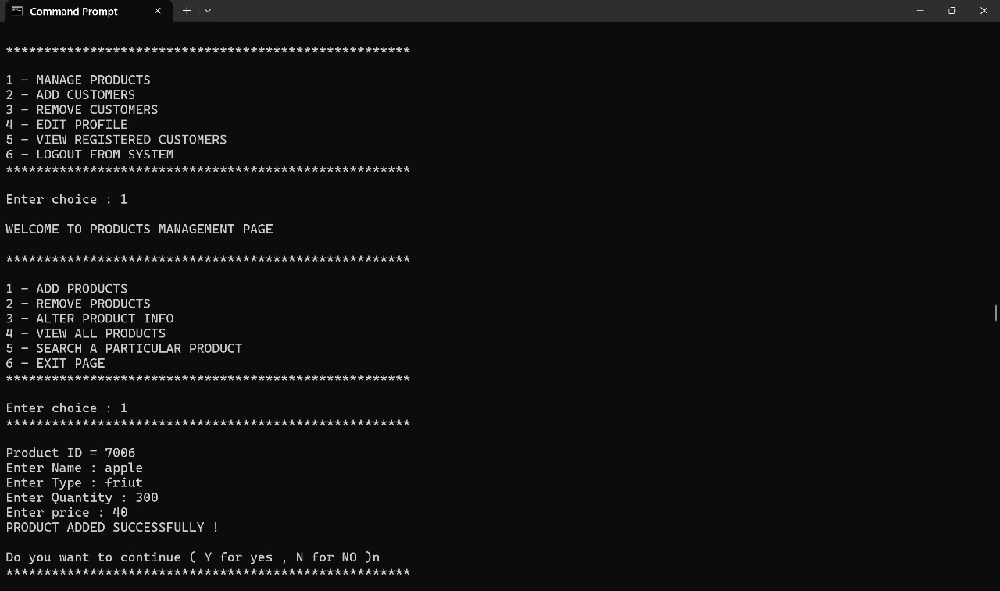 Command Prompt
*****************************************************
1 - MANAGE PRODUCTS
2 - ADD CUSTOMERS
3 - REMOVE CUSTOMERS
4 - EDIT PROFILE
5 - VIEW REGISTERED CUSTOMERS
6 - LOGOUT FROM SYSTEM
*****************************************************
Enter choice : 1
WELCOME TO PRODUCTS MANAGEMENT PAGE
*****************************************************
1 - ADD PRODUCTS
2 - REMOVE PRODUCTS
3 - ALTER PRODUCT INFO
4 - VIEW ALL PRODUCTS
5 - SEARCH A PARTICULAR PRODUCT
6 - EXIT PAGE
*****************************************************
Enter choice : 1
*****************************************************
Product ID = 7006
Enter Name : apple
Enter Type : friut
Enter Quantity : 300
Enter price : 40
PRODUCT ADDED SUCCESSFULLY !
Do you want to continue ( Y for yes , N for NO )n
*****************************************************